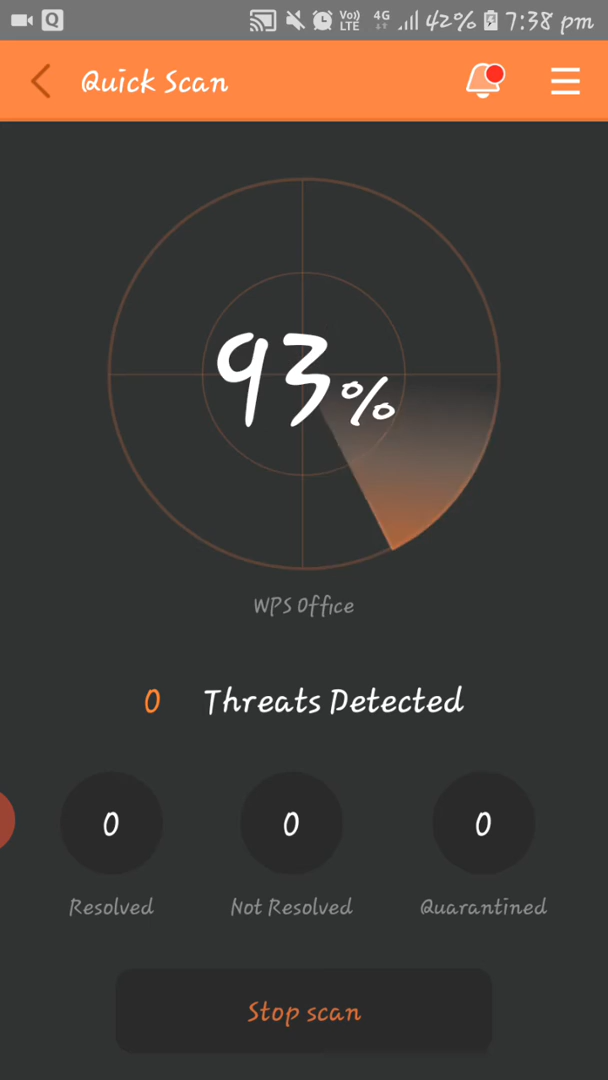 Q Vo)) LTE 4G 42% 7:38 pm
Quick Scan
93%
WPS Office
0 Threats Detected
0 0 0
Resolved Not Resolved Quarantined
Stop scan